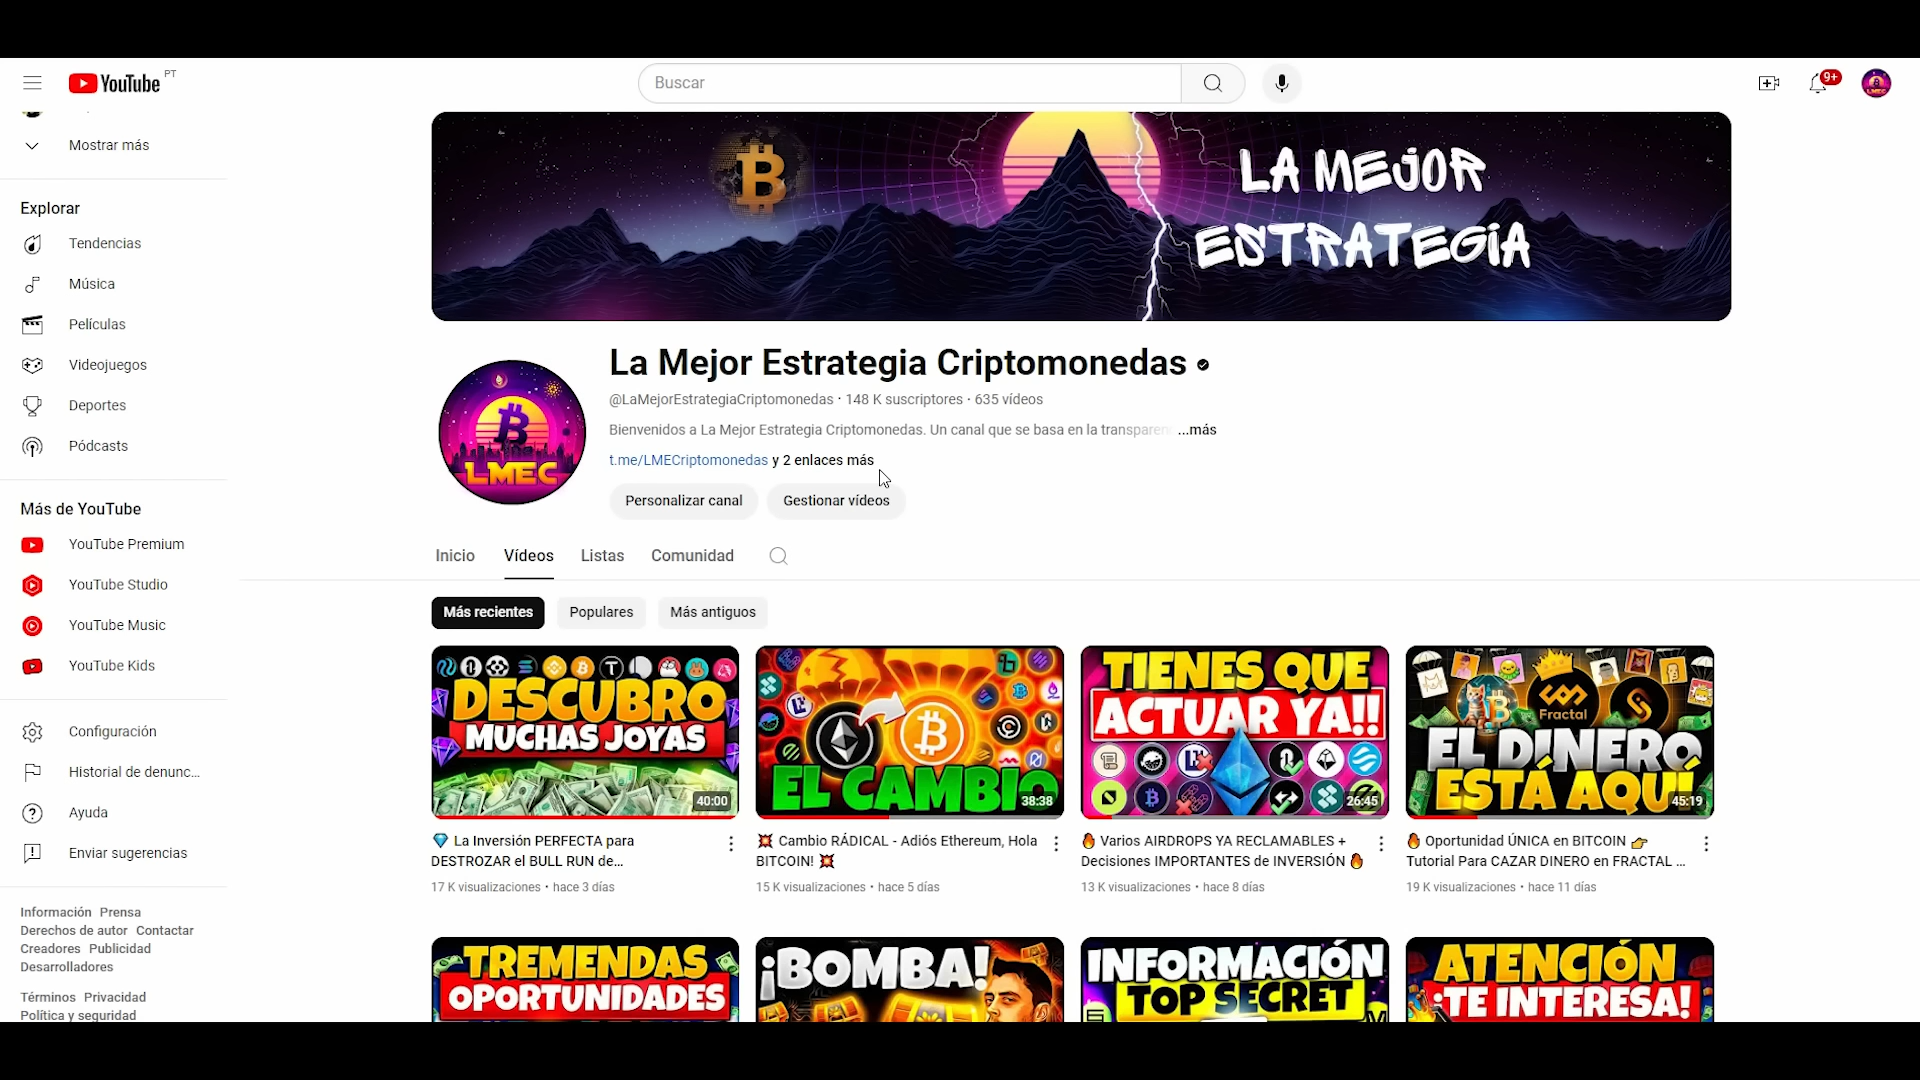 YouTube PT
Buscar
9+
Mostrar más
Explorar
Tendencias
Música
Películas
Videojuegos
Deportes
Pódcasts
Más de YouTube
YouTube Premium
YouTube Studio
YouTube Music
YouTube Kids
Configuración
Historial de denunc...
Ayuda
Enviar sugerencias
Información Prensa
Derechos de autor Contactar
Creadores Publicidad
Desarrolladores
Términos Privacidad
Política y seguridad
LA MEJOR
ESTRATEGIA
LMEC
La Mejor Estrategia Criptomonedas
@LaMejorEstrategiaCriptomonedas · 148 K suscriptores · 635 vídeos
Bienvenidos a La Mejor Estrategia Criptomonedas. Un canal que se basa en la transparen ...más
t.me/LMECriptomonedas y 2 enlaces más
Personalizar canal Gestionar vídeos
Inicio Vídeos Listas Comunidad
Más recientes Populares Más antiguos
DESCUBRO
MUCHAS JOYAS
40:00
💎 La Inversión PERFECTA para
DESTROZAR el BULL RUN de...
17 K visualizaciones · hace 3 días
EL CAMBIO
38:38
💥 Cambio RÁDICAL - Adiós Ethereum, Hola
BITCOIN! 💥
15 K visualizaciones · hace 5 días
TIENES QUE
ACTUAR YA!!
26:45
🔥 Varios AIRDROPS YA RECLAMABLES +
Decisiones IMPORTANTES de INVERSIÓN 🔥
13 K visualizaciones · hace 8 días
Fractal
EL DINERO
ESTÁ AQUÍ
45:19
🔥 Oportunidad ÚNICA en BITCOIN 👉
Tutorial Para CAZAR DINERO en FRACTAL ...
19 K visualizaciones · hace 11 días
TREMENDAS
OPORTUNIDADES
¡BOMBA!
INFORMACIÓN
TOP SECRET
ATENCIÓN
¡TE INTERESA!